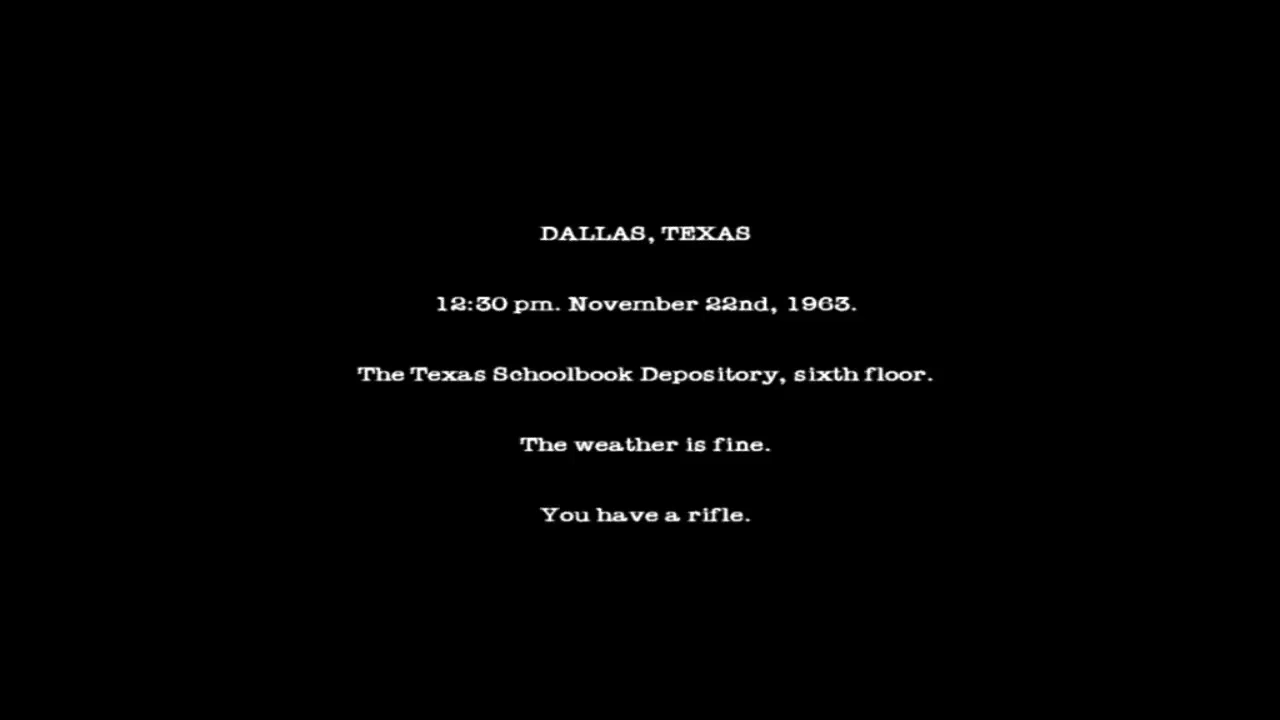 DALLAS, TEXAS
12:30 pm. November 22nd, 1963.
The Texas Schoolbook Depository, sixth floor.
The weather is fine.
You have a rifle.